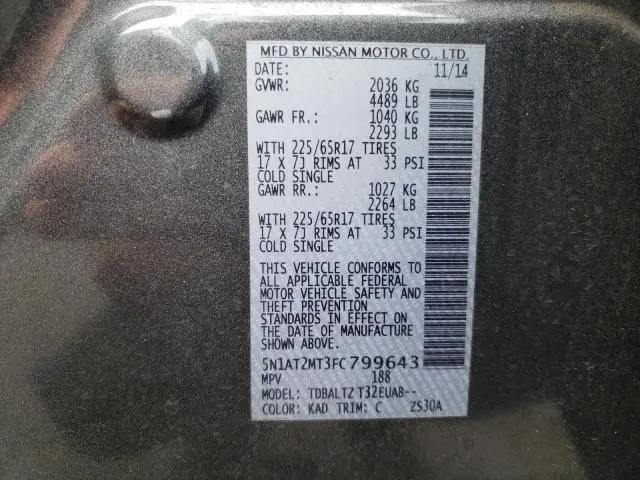 MFD BY NISSAN MOTOR CO., LTD.
DATE: 11/14
GVWR: 2036 KG
4489 LB
GAWR FR.: 1040 KG
2293 LB
WITH 225/65R17 TIRES
17 X 7J RIMS AT 33 PSI
COLD SINGLE
GAWR RR.: 1027 KG
2264 LB
WITH 225/65R17 TIRES
17 X 7J RIMS AT 33 PSI
COLD SINGLE
THIS VEHICLE CONFORMS TO
ALL APPLICABLE FEDERAL
MOTOR VEHICLE SAFETY AND
THEFT PREVENTION
STANDARDS IN EFFECT ON
THE DATE OF MANUFACTURE
SHOWN ABOVE.
5N1AT2MT3FC799643
MPV 188
MODEL: TDBALTZ T32EUAB--
COLOR: KAD TRIM: C ZS30A